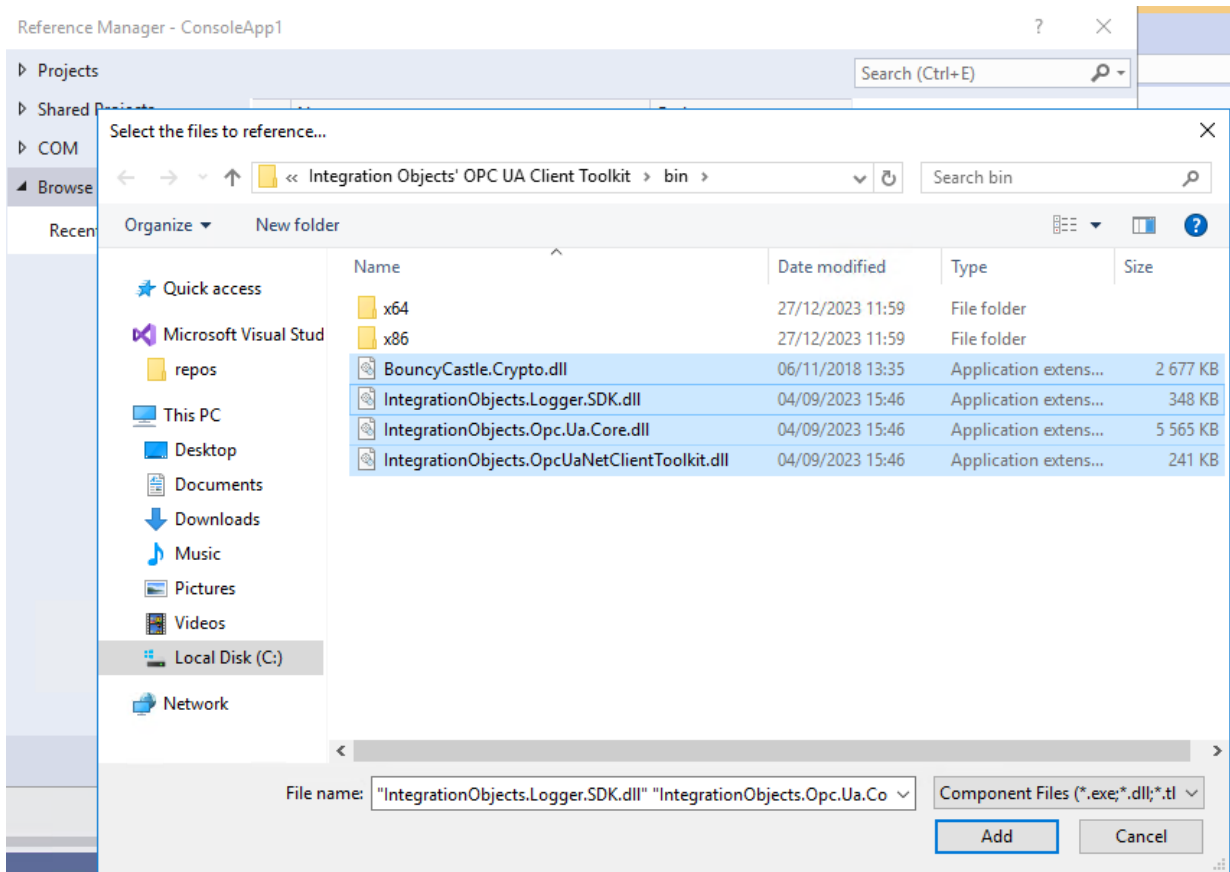 Reference Manager - ConsoleApp1 ?
Projects
Search (Ctrl+E)
Shared
COM
Browse
Select the files to reference...
« Integration Objects' OPC UA Client Toolkit > bin >
Search bin
Organize New folder ?
Name Date modified Type Size
Quick access
Microsoft Visual Stud
repos
This PC
Desktop
Documents
Downloads
Music
Pictures
Videos
Local Disk (C:)
Network
x64 27/12/2023 11:59 File folder
x86 27/12/2023 11:59 File folder
BouncyCastle.Crypto.dll 06/11/2018 13:35 Application extens... 2 677 KB
IntegrationObjects.Logger.SDK.dll 04/09/2023 15:46 Application extens... 348 KB
IntegrationObjects.Opc.Ua.Core.dll 04/09/2023 15:46 Application extens... 5 565 KB
IntegrationObjects.OpcUaNetClientToolkit.dll 04/09/2023 15:46 Application extens... 241 KB
File name: "IntegrationObjects.Logger.SDK.dll" "IntegrationObjects.Opc.Ua.Co
Component Files (*.exe;*.dll;*.tl
Add Cancel